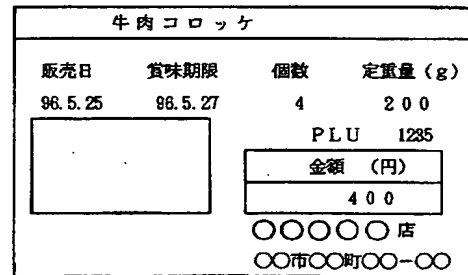 牛肉コロッケ
販売日 賞味期限 個数 定重量(g)
96.5.25 96.5.27 4 200
PLU 1235
金額 (円)
400
○○○○○店
○○市○○町○○-○○